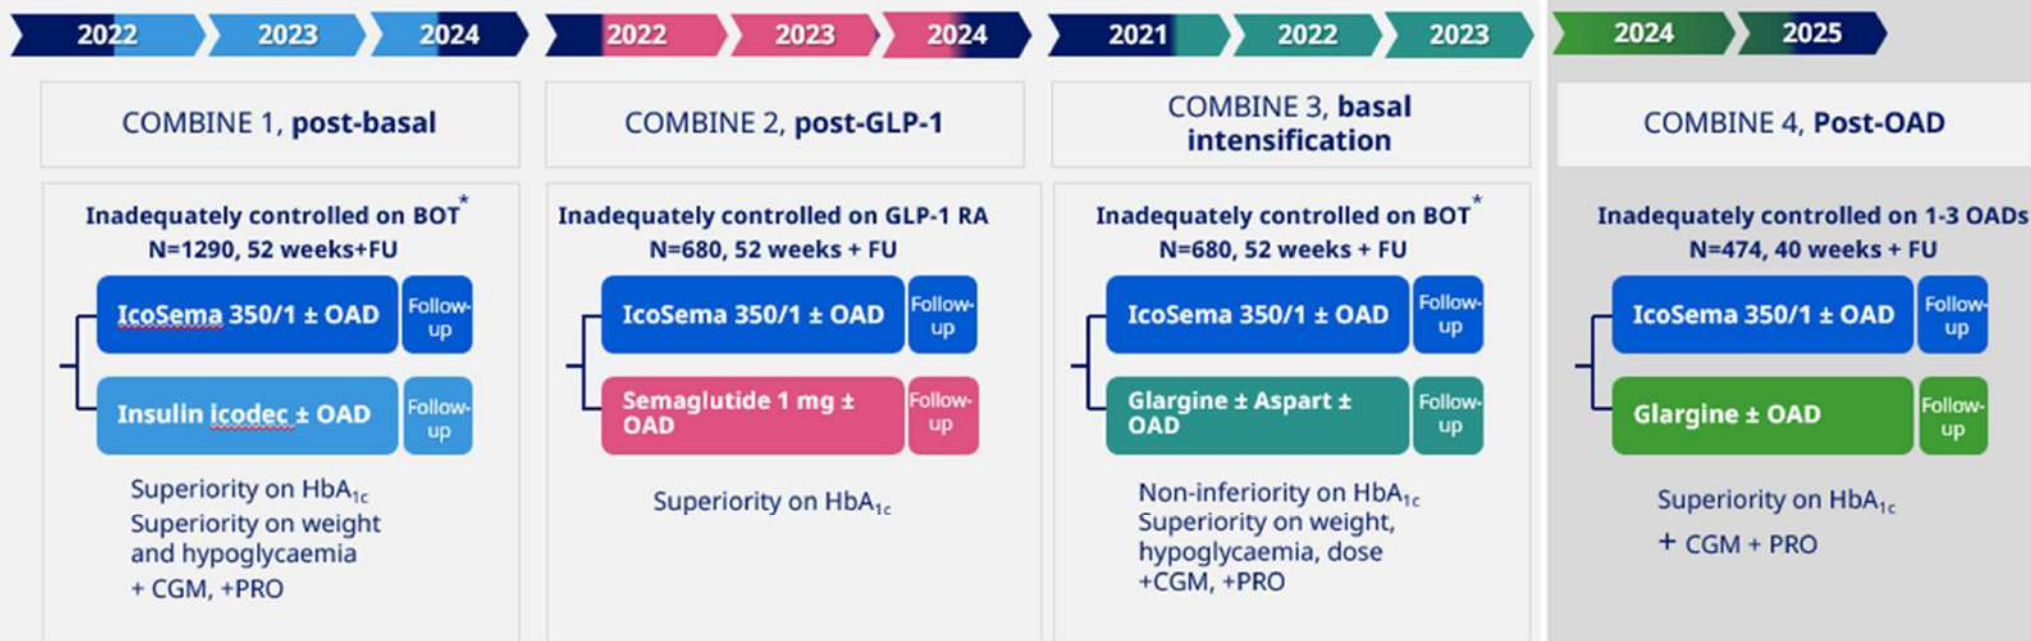 2022
2023
2024
COMBINE 1, post-basal
Inadequately controlled on BOT*
N=1290, 52 weeks+FU
IcoSema 350/1 ± OAD
Follow-
up
Insulin icodec ± OAD
Follow-
up
Superiority on HbA1c
Superiority on weight
and hypoglycaemia
+ CGM, +PRO
2022
2023
2024
COMBINE 2, post-GLP-1
Inadequately controlled on GLP-1 RA
N=680, 52 weeks + FU
IcoSema 350/1 ± OAD
Follow-
up
Semaglutide 1 mg ±
OAD
Follow-
up
Superiority on HbA1c
2021
2022
2023
COMBINE 3, basal
intensification
Inadequately controlled on BOT*
N=680, 52 weeks + FU
IcoSema 350/1 ± OAD
Follow-
up
Glargine ± Aspart ±
OAD
Follow-
up
Non-inferiority on HbA1c
Superiority on weight,
hypoglycaemia, dose
+CGM, +PRO
2024
2025
COMBINE 4, Post-OAD
Inadequately controlled on 1-3 OADs
N=474, 40 weeks + FU
IcoSema 350/1 ± OAD
Follow-
up
Glargine ± OAD
Follow-
up
Superiority on HbA1c
+ CGM + PRO